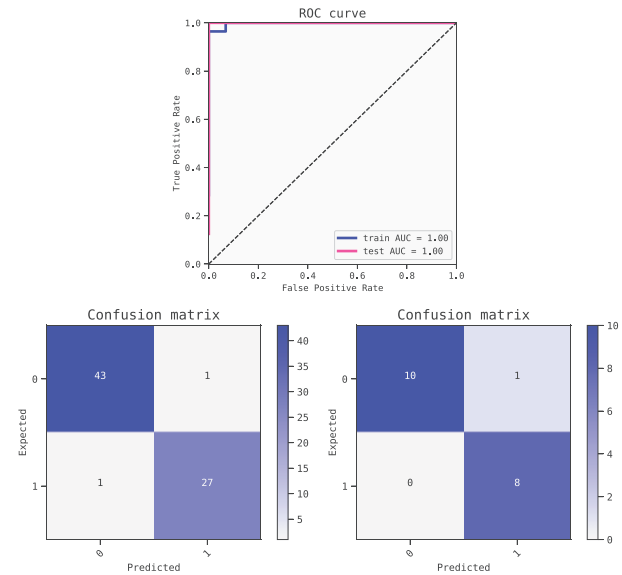 ROC curve
1.0
0.8
0.6
0.4
0.2
0.0
True Positive Rate
0.0 0.2 0.4 0.6 0.8 1.0
False Positive Rate
train AUC = 1.00
test AUC = 1.00
Confusion matrix
0
1
Expected
43 1
1 27
0 1
Predicted
40
35
30
25
20
15
10
5
Confusion matrix
0
1
Expected
10 1
0 8
0 1
Predicted
10
8
6
4
2
0